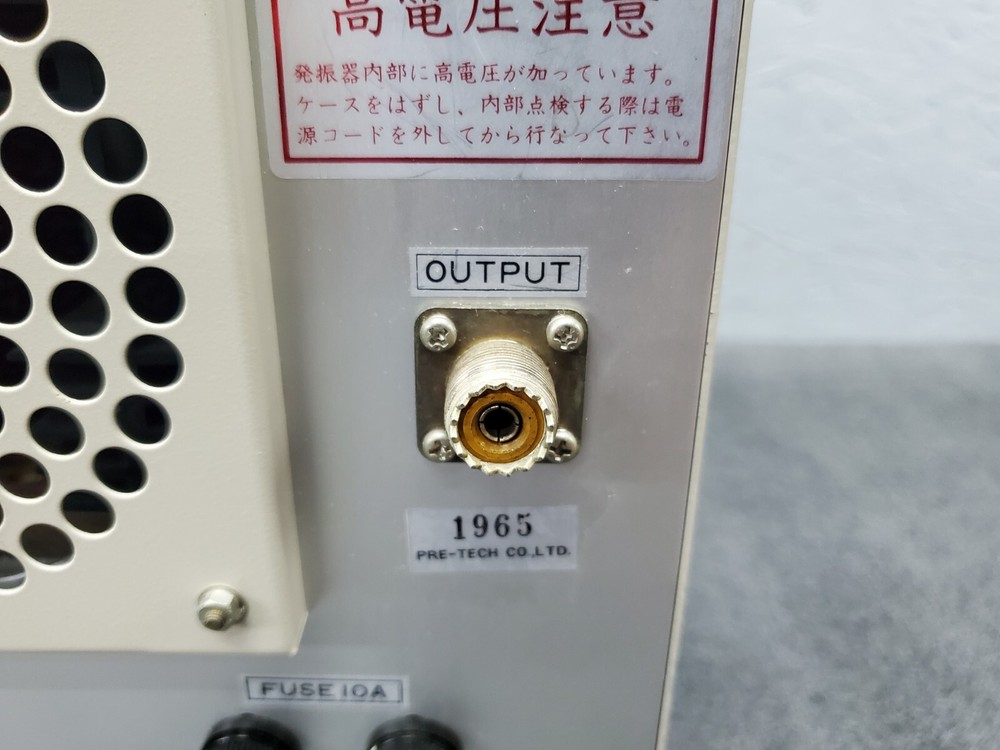 高電圧注意
発振器内部に高電圧が加っています。
ケースをはずし、内部点検する際は電
源コードを外してから行なって下さい。
OUTPUT
1965
PRE-TECH CO.,LTD.
FUSE 10A